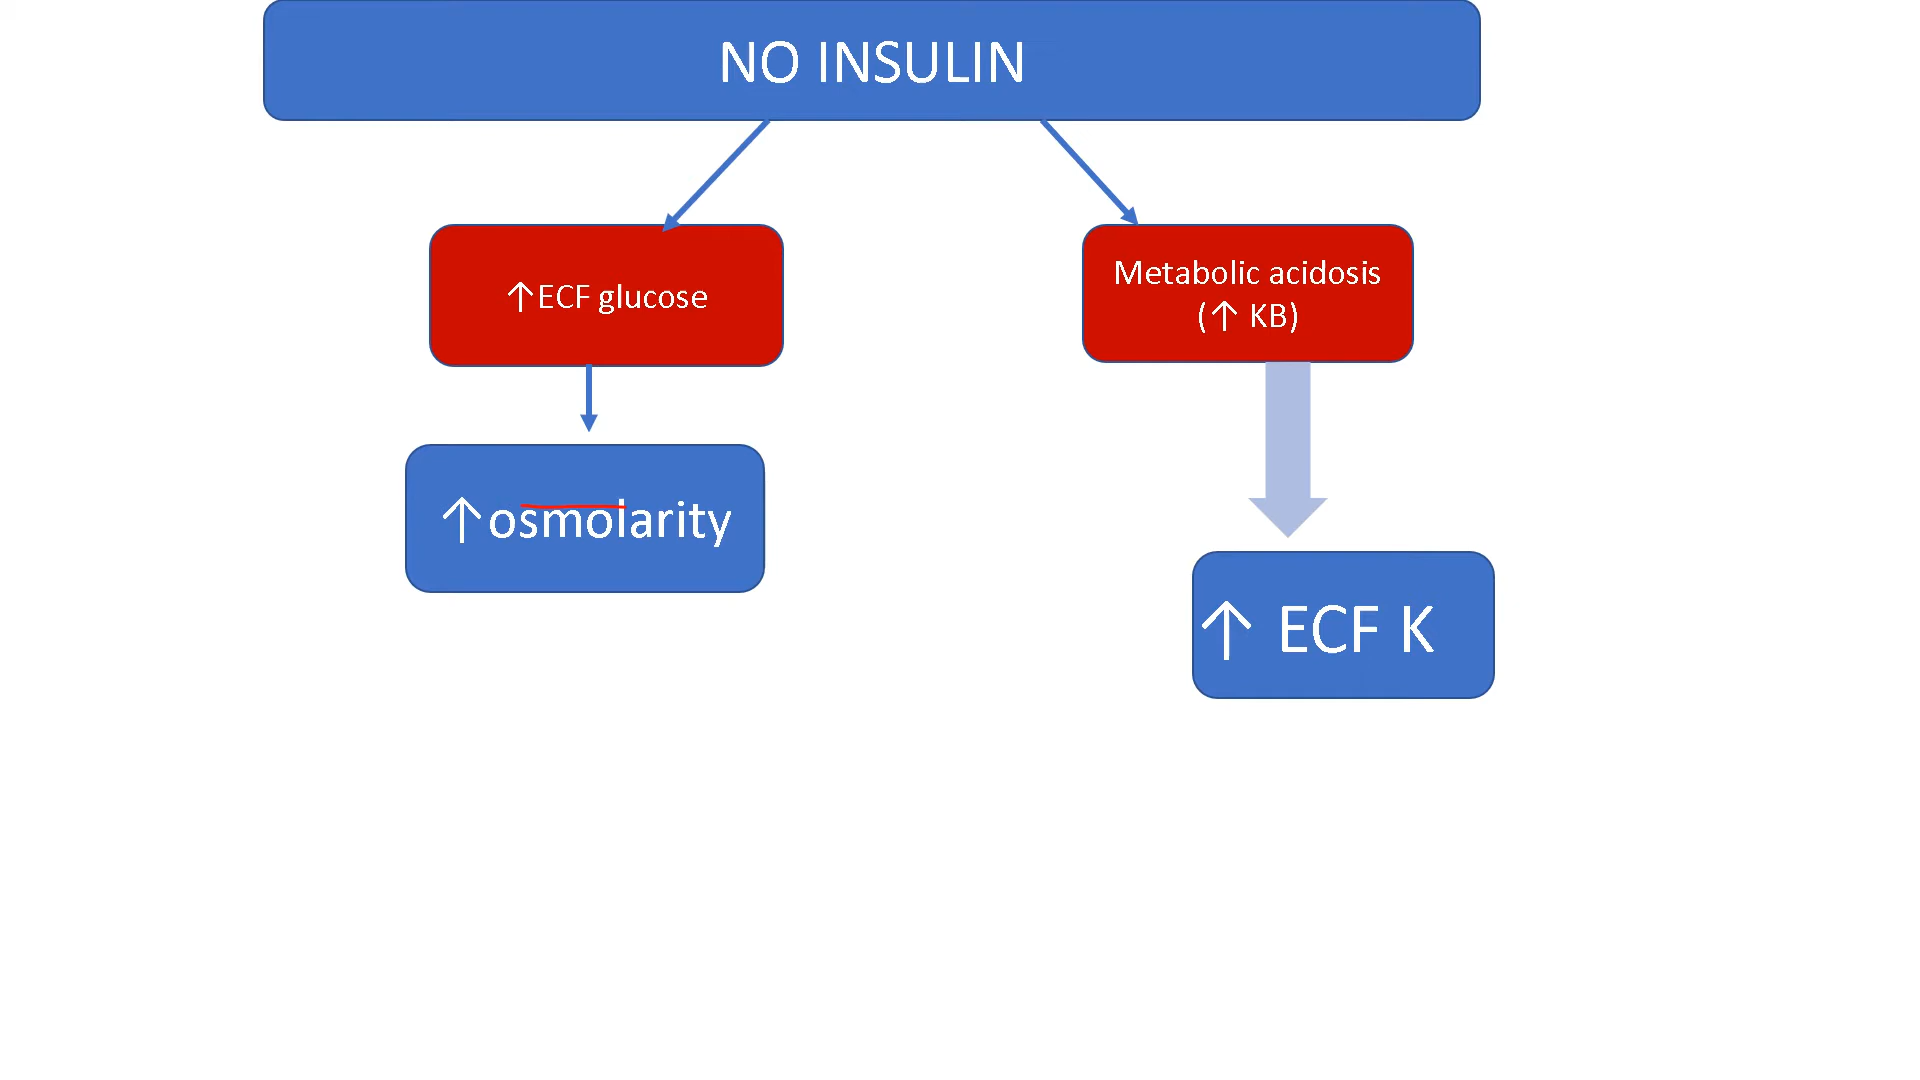 NO INSULIN
↑ECF glucose
Metabolic acidosis
(↑ KB)
↑osmolarity
↑ ECF K